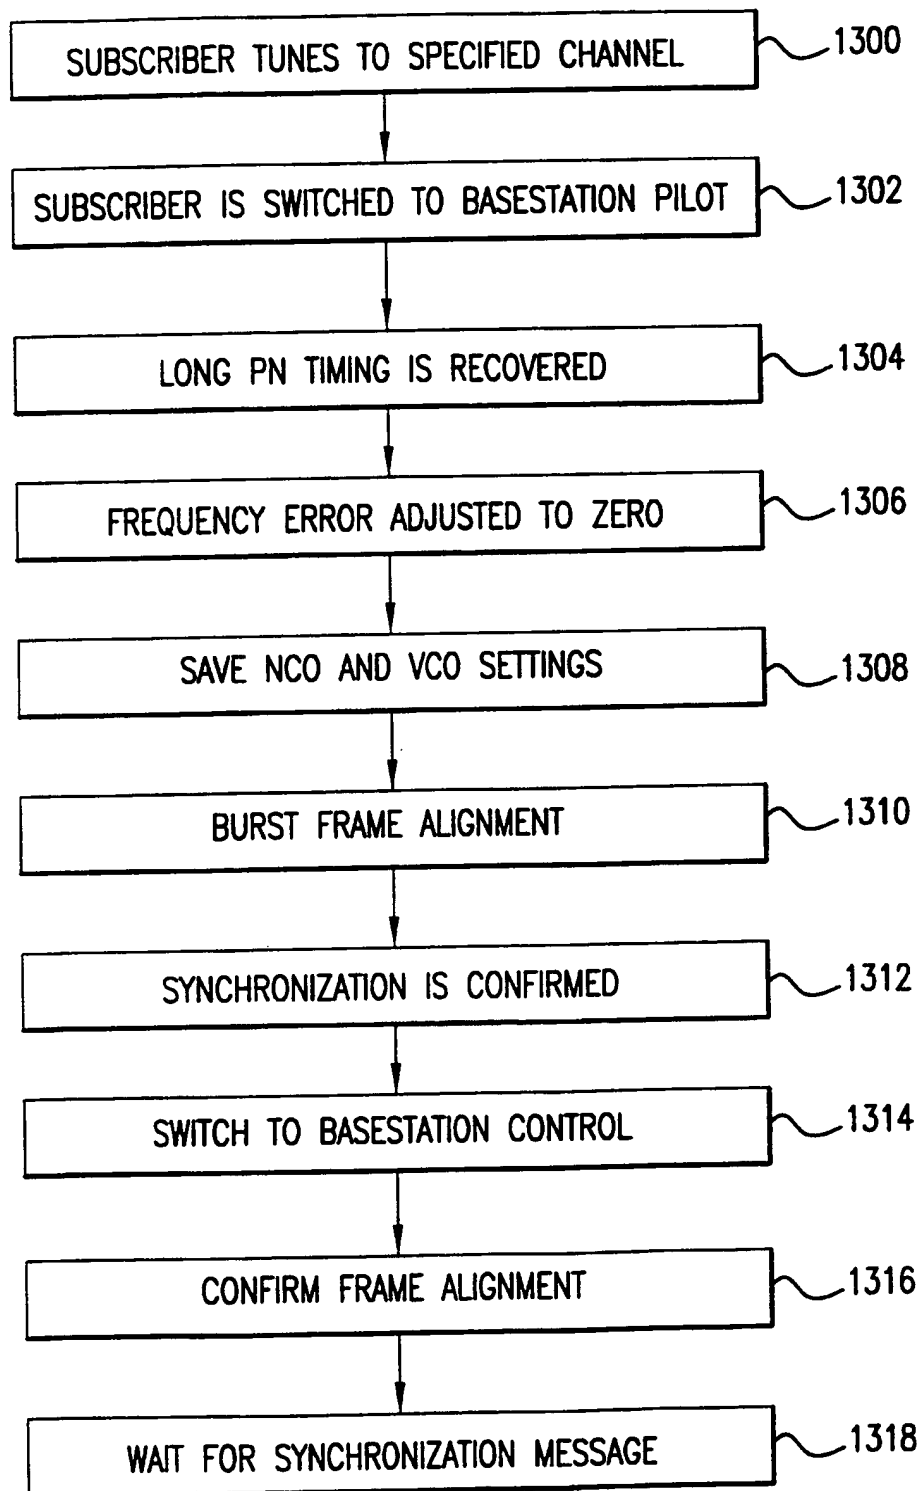 SUBSCRIBER TUNES TO SPECIFIED CHANNEL 1300
SUBSCRIBER IS SWITCHED TO BASESTATION PILOT 1302
LONG PN TIMING IS RECOVERED 1304
FREQUENCY ERROR ADJUSTED TO ZERO 1306
SAVE NCO AND VCO SETTINGS 1308
BURST FRAME ALIGNMENT 1310
SYNCHRONIZATION IS CONFIRMED 1312
SWITCH TO BASESTATION CONTROL 1314
CONFIRM FRAME ALIGNMENT 1316
WAIT FOR SYNCHRONIZATION MESSAGE 1318